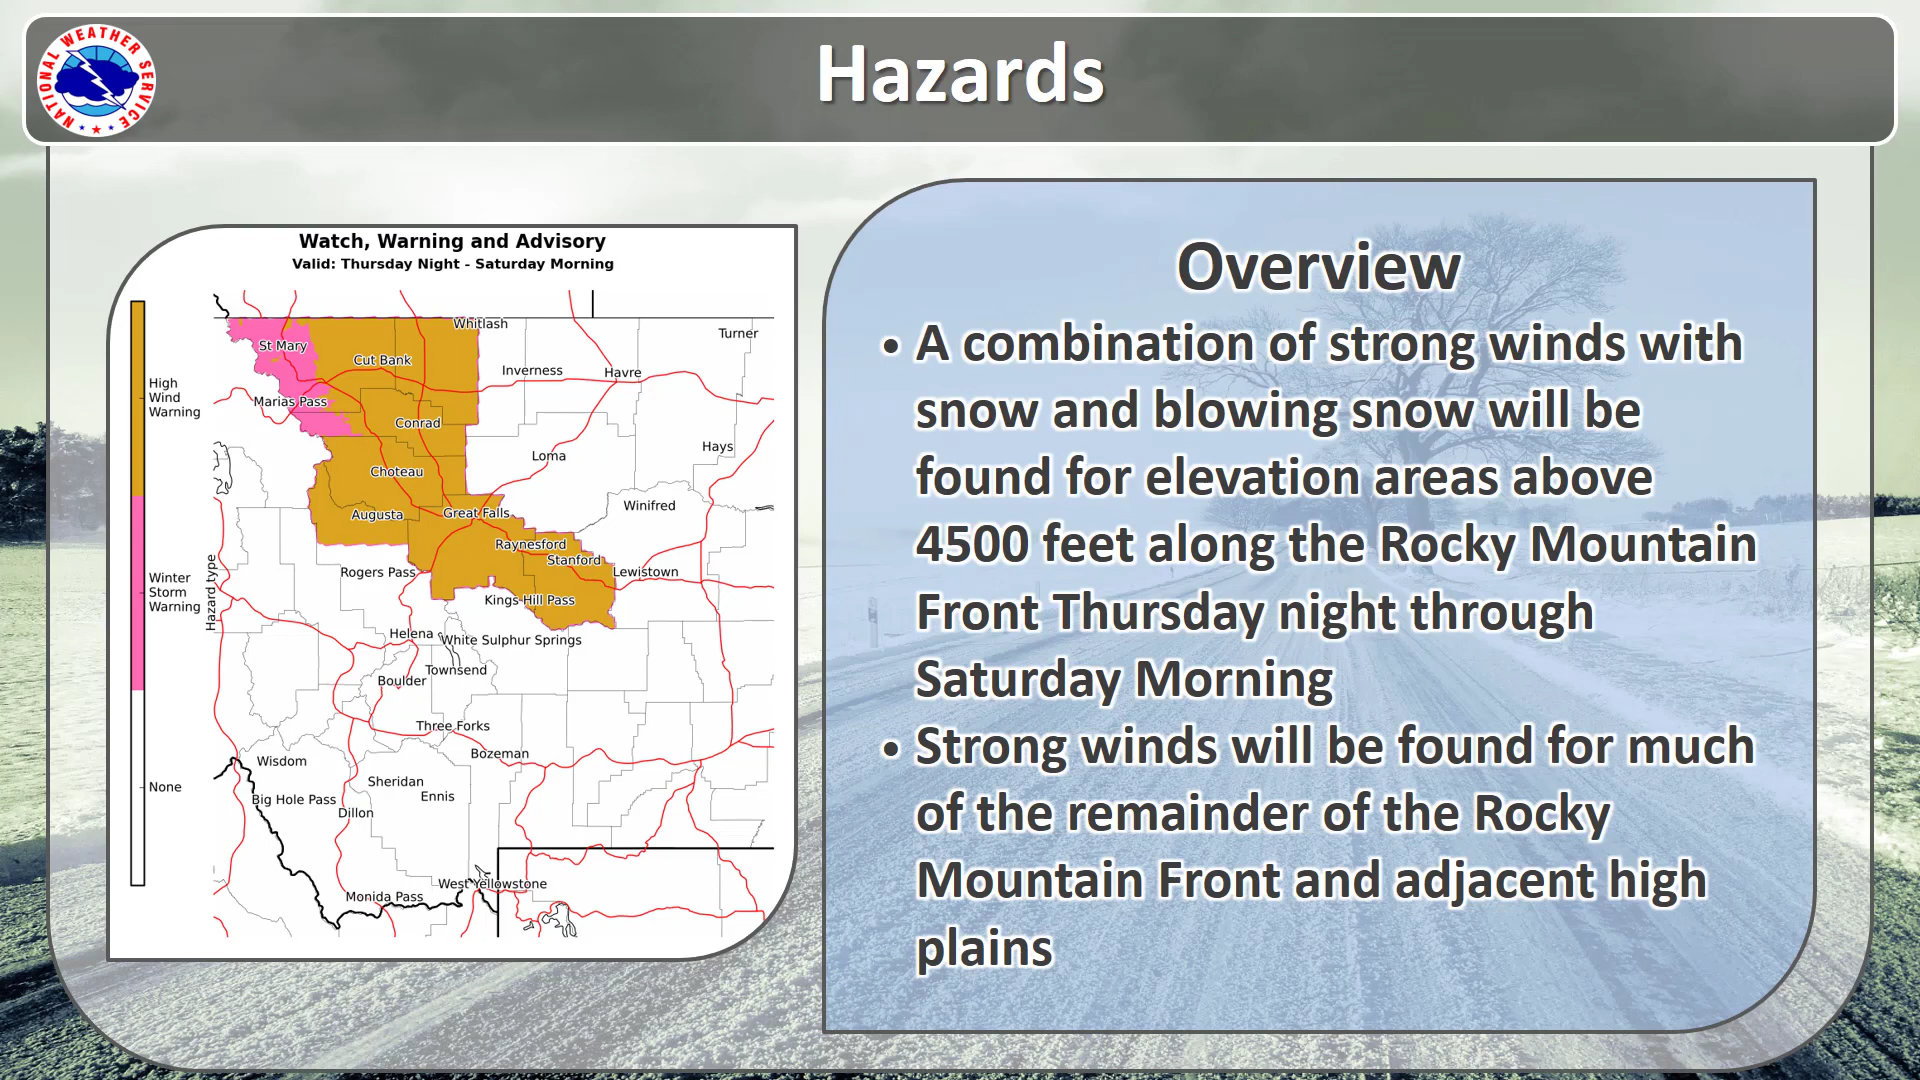 NATIONAL WEATHER SERVICE
Hazards
Watch, Warning and Advisory
Valid: Thursday Night - Saturday Morning
High
Wind
Warning
Winter
Storm
Warning
None
Hazard type
Whitlash
Turner
St Mary
Cut Bank
Inverness
Havre
Marias Pass
Conrad
Hays
Loma
Choteau
Winifred
Augusta
Great Falls
Raynesford
Stanford
Rogers Pass
Lewistown
Kings Hill Pass
Helena
White Sulphur Springs
Townsend
Boulder
Three Forks
Bozeman
Wisdom
Sheridan
Ennis
Big Hole Pass
Dillon
West Yellowstone
Monida Pass
Overview
• A combination of strong winds with
snow and blowing snow will be
found for elevation areas above
4500 feet along the Rocky Mountain
Front Thursday night through
Saturday Morning
• Strong winds will be found for much
of the remainder of the Rocky
Mountain Front and adjacent high
plains